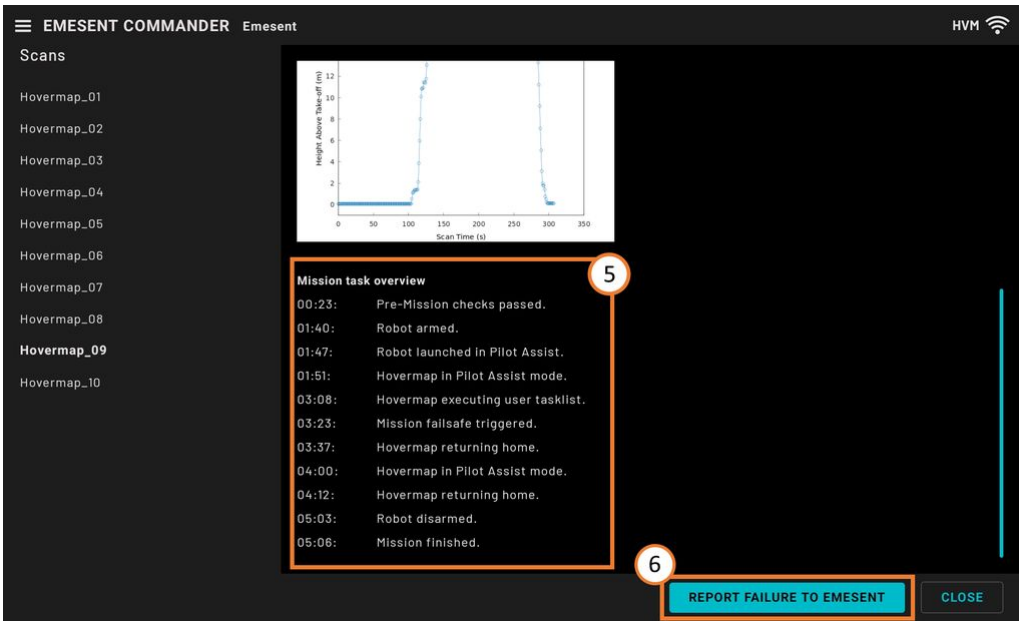 EMESENT COMMANDER Emesent
HVM
Scans
Hovermap_01
Hovermap_02
Hovermap_03
Hovermap_04
Hovermap_05
Hovermap_06
Hovermap_07
Hovermap_08
Hovermap_09
Hovermap_10
Height Above Take-off (m)
12
10
8
6
4
2
0
0 50 100 150 200 250 300 350
Scan Time (s)
5
Mission task overview
00:23: Pre-Mission checks passed.
01:40: Robot armed.
01:47: Robot launched in Pilot Assist.
01:51: Hovermap in Pilot Assist mode.
03:08: Hovermap executing user tasklist.
03:23: Mission failsafe triggered.
03:37: Hovermap returning home.
04:00: Hovermap in Pilot Assist mode.
04:12: Hovermap returning home.
05:03: Robot disarmed.
05:06: Mission finished.
6
REPORT FAILURE TO EMESENT
CLOSE